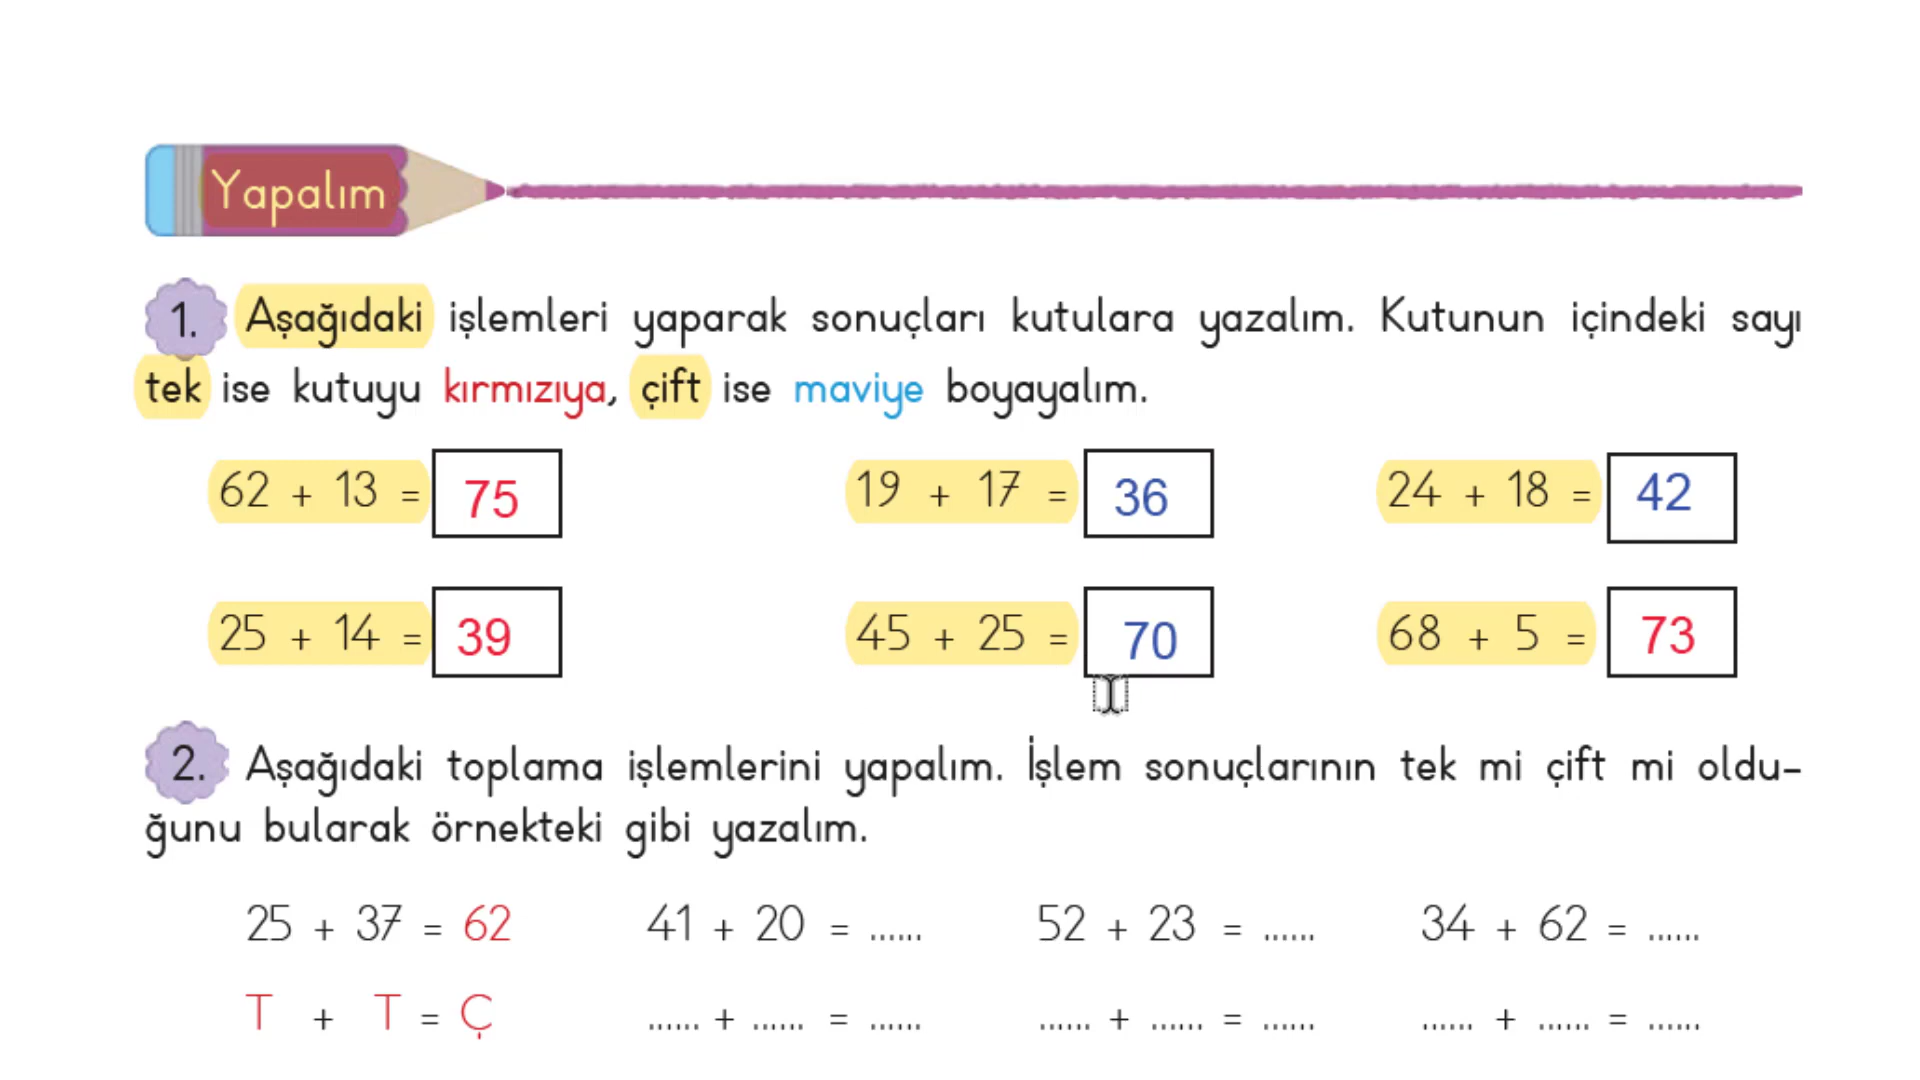 Yapalım
1. Aşağıdaki işlemleri yaparak sonuçları kutulara yazalım. Kutunun içindeki sayı
tek ise kutuyu kırmızıya, çift ise maviye boyayalım.
62 + 13 = 75 19 + 17 = 36 24 + 18 = 42
25 + 14 = 39 45 + 25 = 70 68 + 5 = 73
2. Aşağıdaki toplama işlemlerini yapalım. İşlem sonuçlarının tek mi çift mi oldu-
ğunu bularak örnekteki gibi yazalım.
25 + 37 = 62 41 + 20 = ...... 52 + 23 = ...... 34 + 62 = ......
T + T = Ç ...... + ...... = ...... ...... + ...... = ...... ...... + ...... = ......